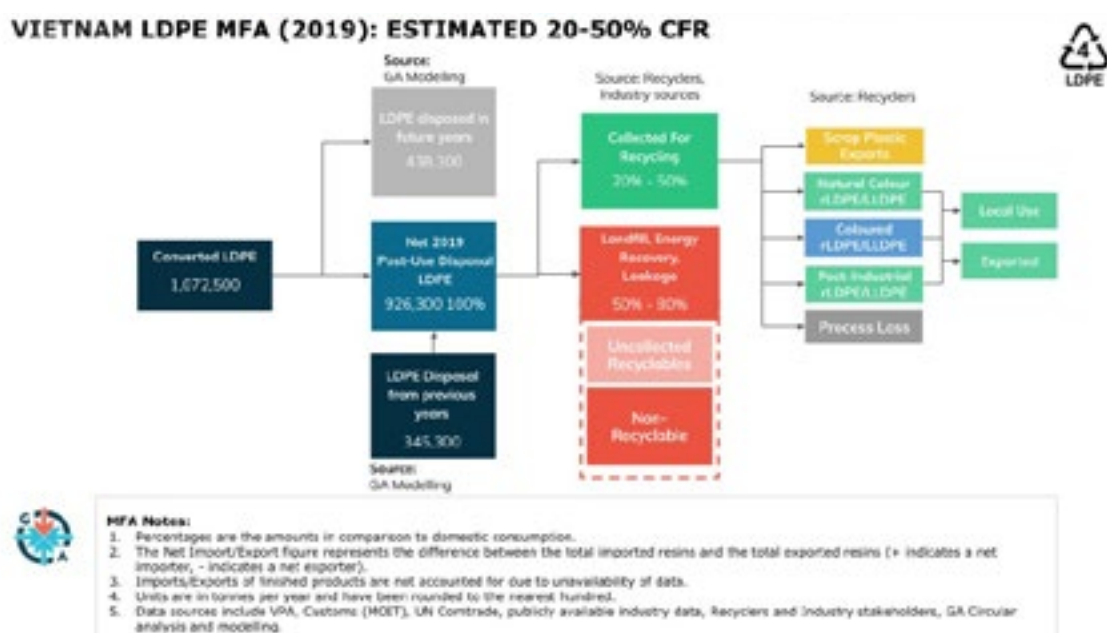 VIETNAM LDPE MFA (2019): ESTIMATED 20-50% CFR
4
LDPE
Source:
GA Modelling
LDPE disposed in
future years
Source: Recyclers,
Industry sources
Collected For
Recycling
20% - 50%
Source: Recyclers
Scrap Plastic
Exports
Natural Colour
rLDPE/LLDPE
Coloured
rLDPE/LLDPE
Post-Industrial
rLDPE/LLDPE
Process Loss
Local Use
Exported
Converted LDPE
1,072,500
Net 2019
Post-Use Disposal
LDPE
926,300 100%
Landfill, Energy
Recovery,
Leakage
50% - 80%
Uncollected
Recyclables
Non-
Recyclable
LDPE Disposal
from previous
years
345,300
Source:
GA Modelling
G
A
MFA Notes:
1. Percentages are the amounts in comparison to domestic consumption.
2. The Net Import/Export figure represents the difference between the total imported resins and the total exported resins (+ indicates a net
importer, - indicates a net exporter).
3. Imports/Exports of finished products are not accounted for due to unavailability of data.
4. Units are in tonnes per year and have been rounded to the nearest hundred.
5. Data sources include VPA, Customs (MOIT), UN Comtrade, publicly available industry data, Recyclers and Industry stakeholders, GA Circular
analysis and modelling.